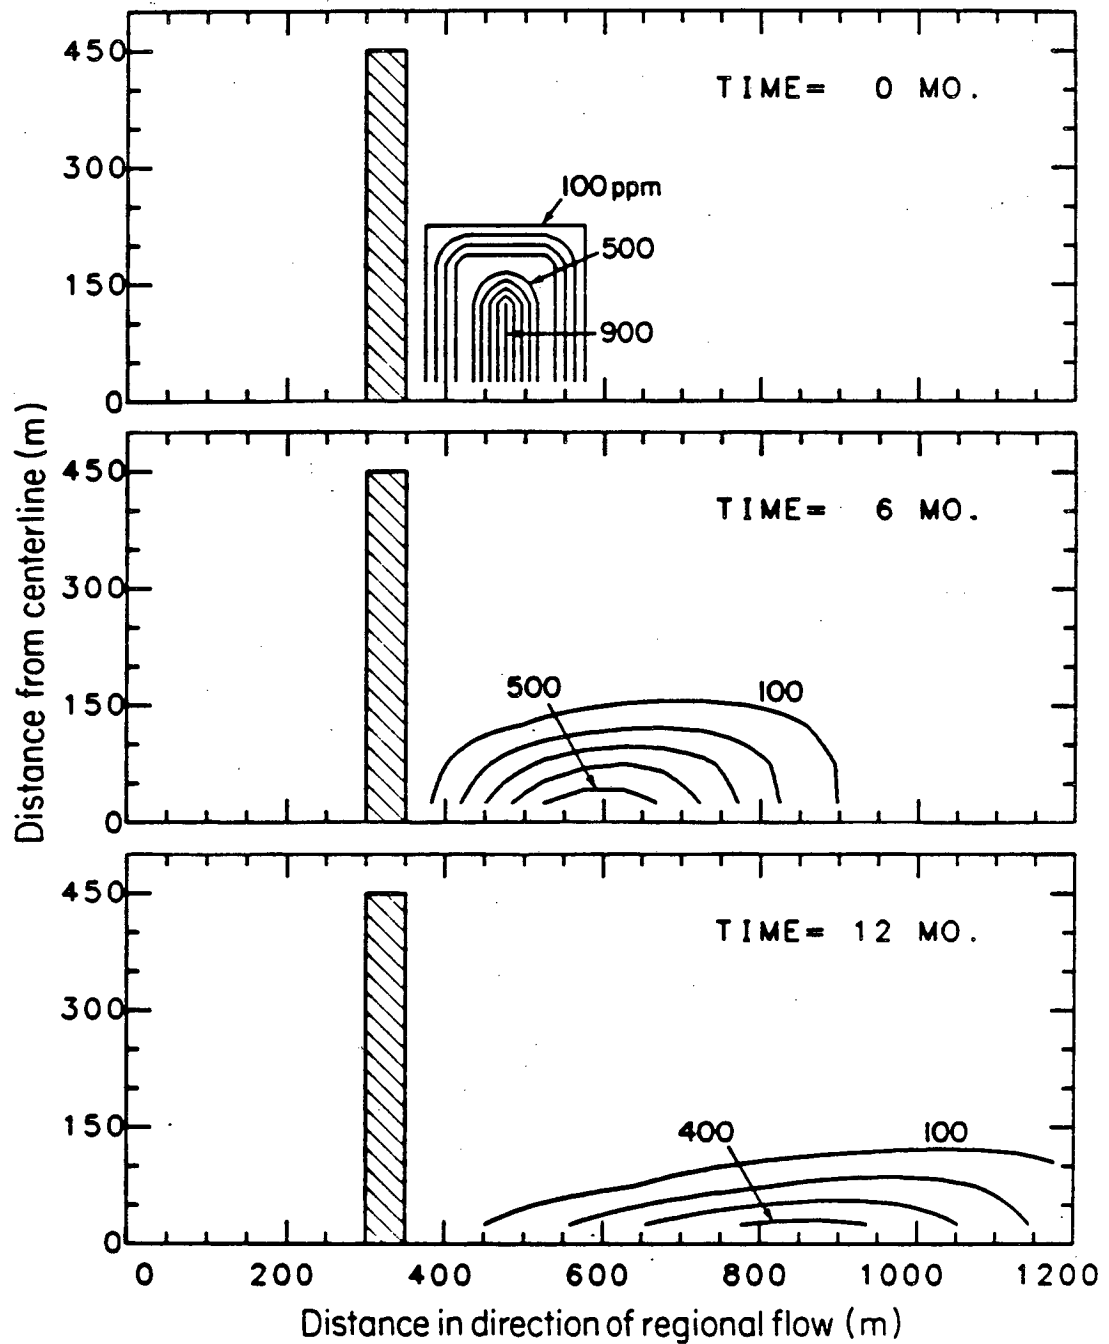 450
TIME= 0 MO.
300
100 ppm
500
150
900
0
Distance from centerline (m)
450
TIME= 6 MO.
300
500
100
150
0
450
TIME= 12 MO.
300
150
400
100
0
0 200 400 600 800 1000 1200
Distance in direction of regional flow (m)